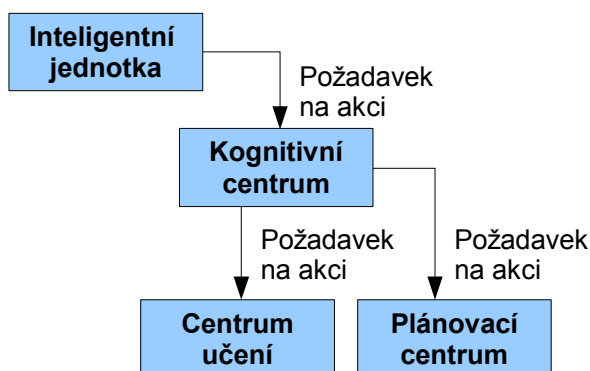 Inteligentní
jednotka
Požadavek
na akci
Kognitivní
centrum
Požadavek
na akci
Požadavek
na akci
Centrum
učení
Plánovací
centrum